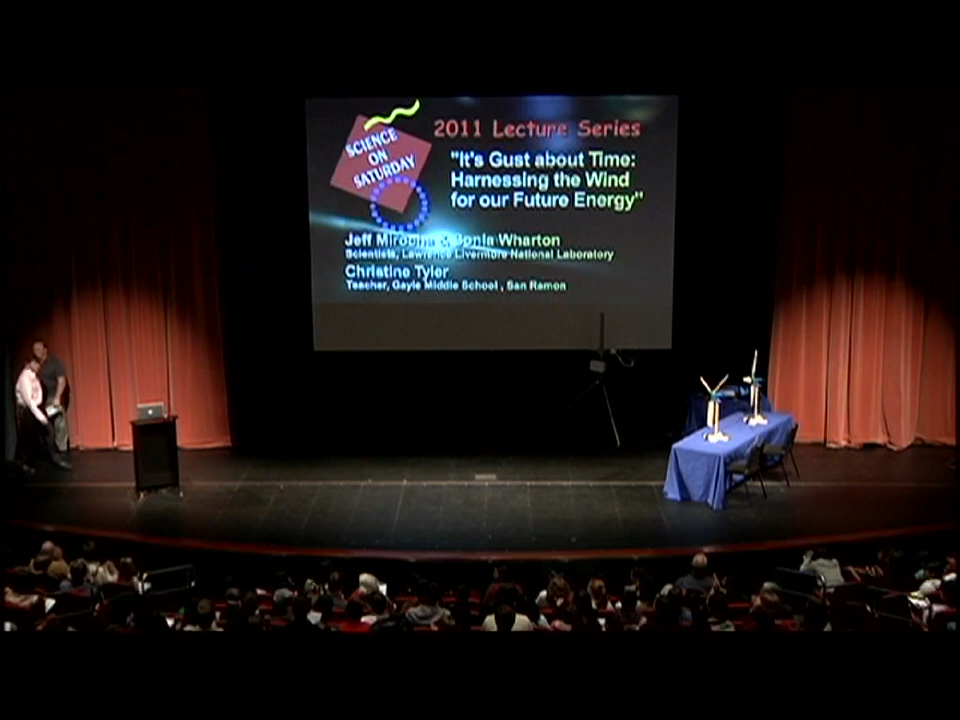 SCIENCE
ON
SATURDAY
2011 Lecture Series
"It's Gust about Time:
Harnessing the Wind
for our Future Energy"
Jeff & Sonia Wharton
Scientists, Lawrence Livermore National Laboratory
Christine Tyler
Teacher, Gayle Middle School , San Ramon